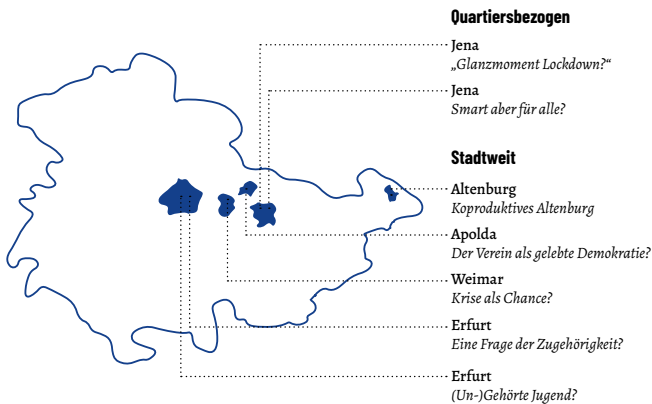 Quartiersbezogen
Jena
„Glanzmoment Lockdown?“
Jena
Smart aber für alle?
Stadtweit
Altenburg
Koproduktives Altenburg
Apolda
Der Verein als gelebte Demokratie?
Weimar
Krise als Chance?
Erfurt
Eine Frage der Zugehörigkeit?
Erfurt
(Un-)Gehörte Jugend?